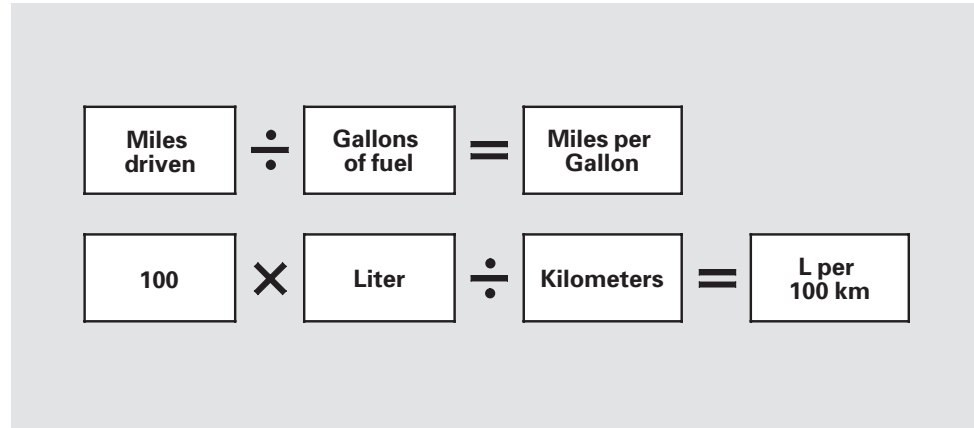 Miles driven ÷ Gallons of fuel = Miles per Gallon
100 × Liter ÷ Kilometers = L per 100 km